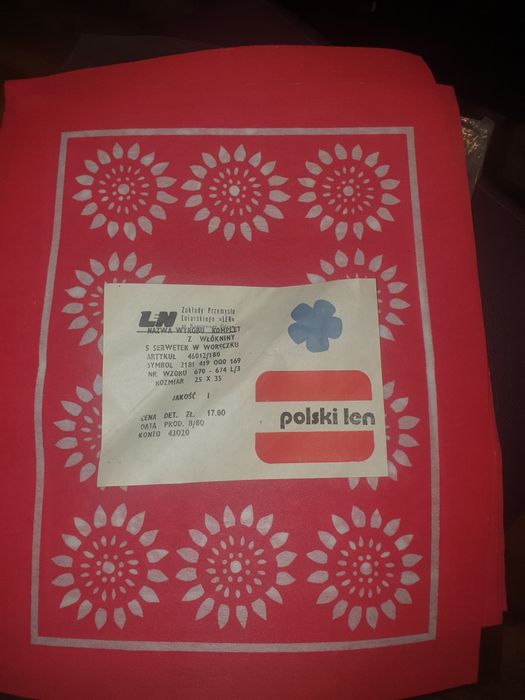 LEN Zakłady Przemysłu
Lniarskiego »LEN«
NAZWA WYROBU KOMPLET
Z WŁÓKNINY
5 SERWETEK W WORECZKU
ARTYKUŁ 46012/180
SYMBOL 2181 419 000 169
NR. WZORU 670 - 674 L/3
ROZMIAR 25 X 35
JAKOŚĆ I
CENA DET. ZŁ. 17.00
DATA PROD. 8/80
KONTO 43020
polski len